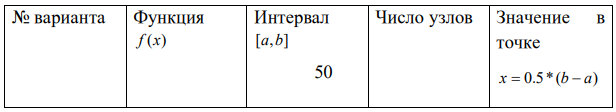 № варианта
Функция
f(x)
Интервал
[a,b]
50
Число узлов
Значение в
точке
x = 0.5*(b−a)